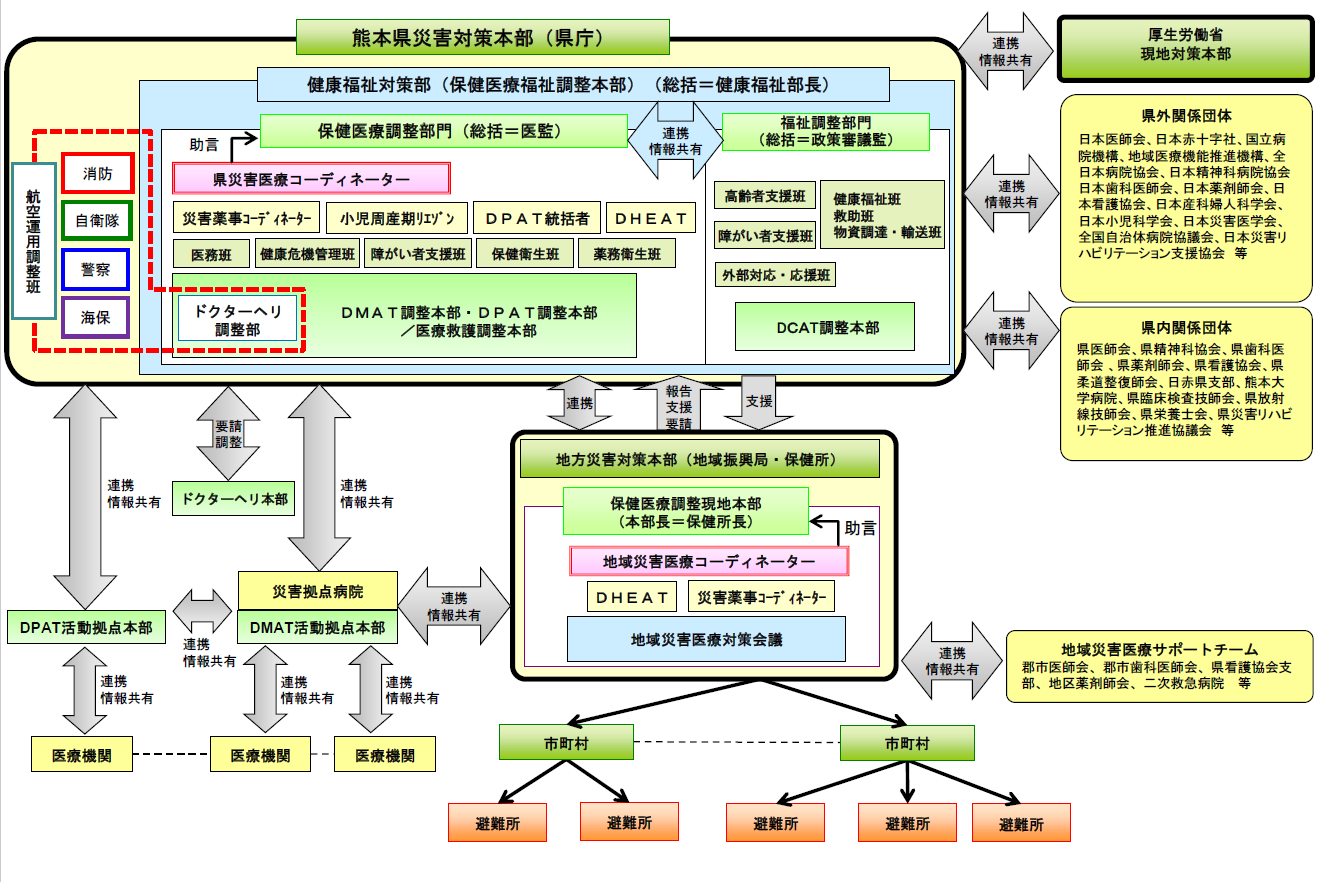 熊本県災害対策本部（県庁）
連携
情報共有
厚生労働省
現地対策本部
健康福祉対策部（保健医療福祉調整本部）（総括＝健康福祉部長）
保健医療調整部門（総括＝医監）
助言
連携
情報共有
福祉調整部門
（総括＝政策審議監）
県災害医療コーディネーター
災害薬事ｺｰﾃﾞｨﾈｰﾀｰ
小児周産期ﾘｴｿﾞﾝ
ＤＰＡＴ統括者
ＤＨＥＡＴ
医務班
健康危機管理班
障がい者支援班
保健衛生班
薬務衛生班
ドクターヘリ
調整部
ＤＭＡＴ調整本部・ＤＰＡＴ調整本部
／医療救護調整本部
高齢者支援班
障がい者支援班
健康福祉班
救助班
物資調達・輸送班
外部対応・応援班
DCAT調整本部
航空運用調整班
消防
自衛隊
警察
海保
連携
情報共有
県外関係団体
日本医師会、日本赤十字社、国立病
院機構、地域医療機能推進機構、全
日本病院協会、日本精神科病院協会
日本歯科医師会、日本薬剤師会、日
本看護協会、日本産科婦人科学会、
日本小児科学会、日本災害医学会、
全国自治体病院協議会、日本災害リ
ハビリテーション支援協会　等
連携
情報共有
県内関係団体
県医師会、県精神科協会、県歯科医
師会 、県薬剤師会、県看護協会、県
柔道整復師会、日赤県支部、熊本大
学病院、県臨床検査技師会、県放射
線技師会、県栄養士会、県災害リハビ
リテーション推進協議会　等
連携
報告
支援
要請
支援
連携
情報共有
要請
調整
連携
情報共有
ドクターヘリ本部
地方災害対策本部（地域振興局・保健所）
保健医療調整現地本部
（本部長＝保健所長）
助言
地域災害医療コーディネーター
ＤＨＥＡＴ
災害薬事ｺｰﾃﾞｨﾈｰﾀｰ
地域災害医療対策会議
災害拠点病院
DMAT活動拠点本部
DPAT活動拠点本部
連携
情報共有
連携
情報共有
連携
情報共有
地域災害医療サポートチーム
郡市医師会、郡市歯科医師会、県看護協会支
部、地区薬剤師会、二次救急病院　等
連携
情報共有
連携
情報共有
連携
情報共有
医療機関
医療機関
医療機関
市町村
市町村
避難所
避難所
避難所
避難所
避難所